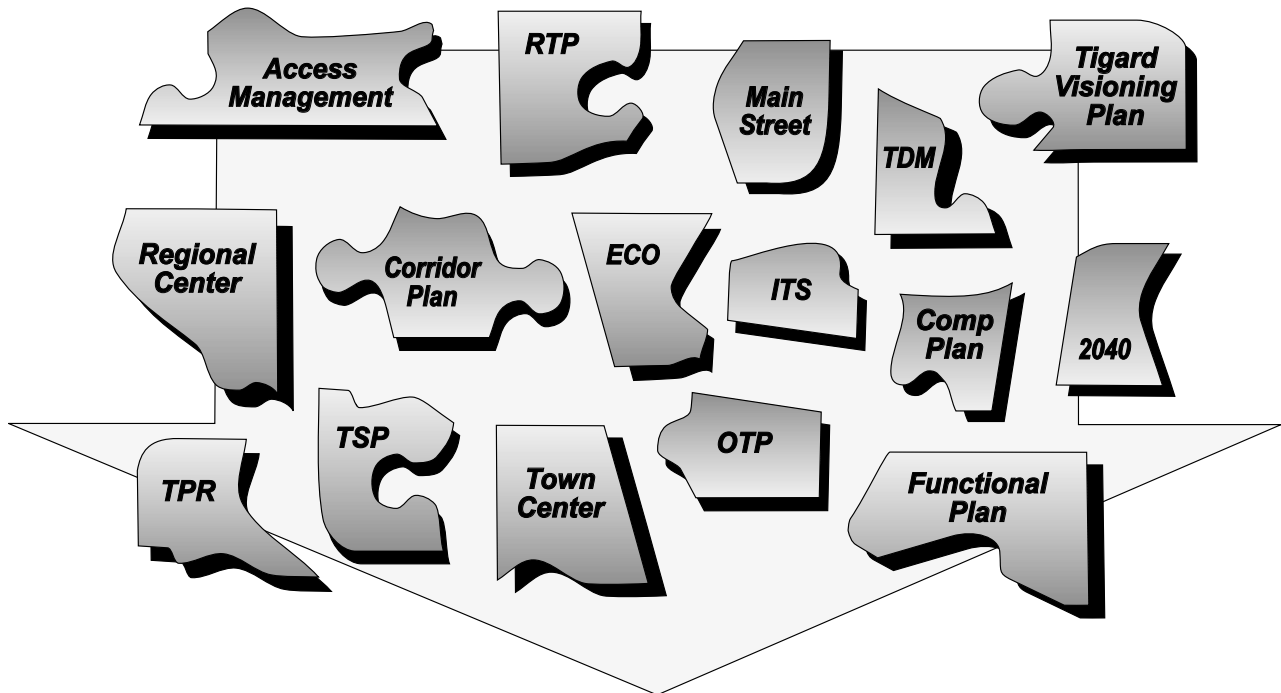 Access
Management
RTP
Main
Street
TDM
Tigard
Visioning
Plan
Regional
Center
Corridor
Plan
ECO
ITS
Comp
Plan
2040
TPR
TSP
Town
Center
OTP
Functional
Plan